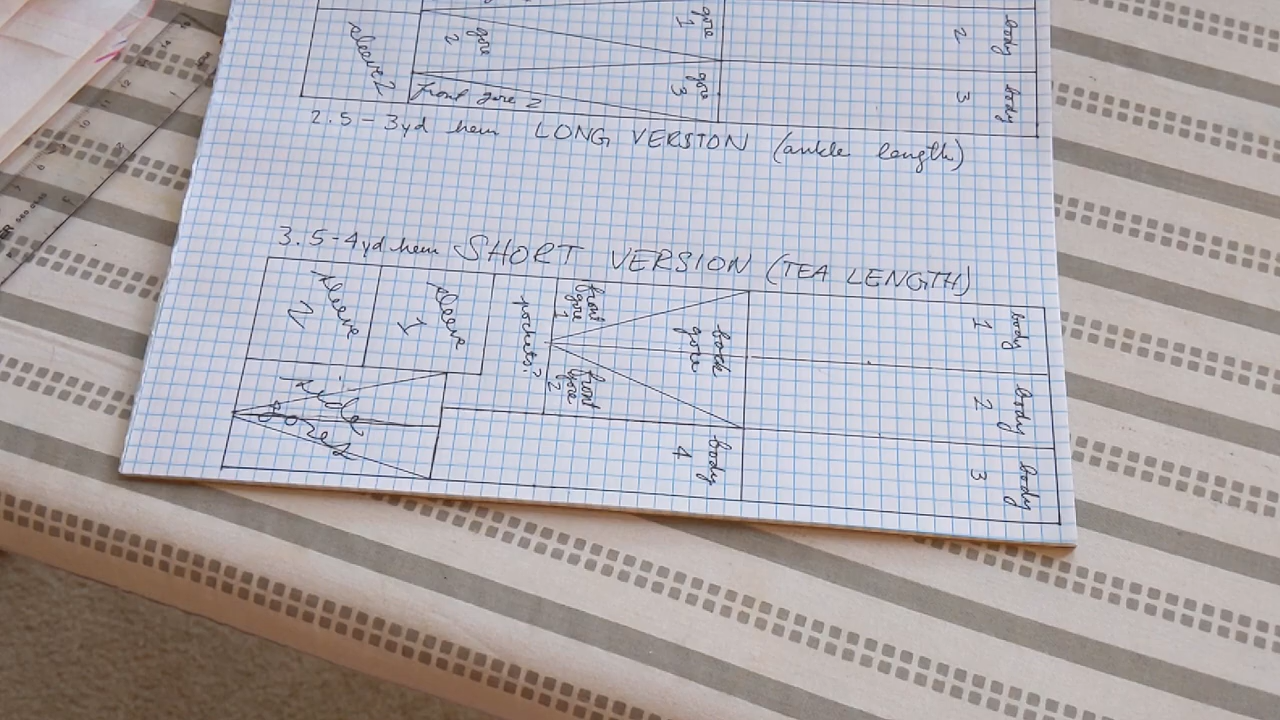 gore 1
body 2
sleeve 2
gore 2
gore 3
body 3
front gore 2
2.5 - 3yd hem LONG VERSION (ankle length)
3.5-4yd hem SHORT VERSION (TEA LENGTH)
sleeve 2
sleeve 1
pockets?
front gore 1
back gore
body 1
front gore 2
body 2
side gores
body 4
body 3